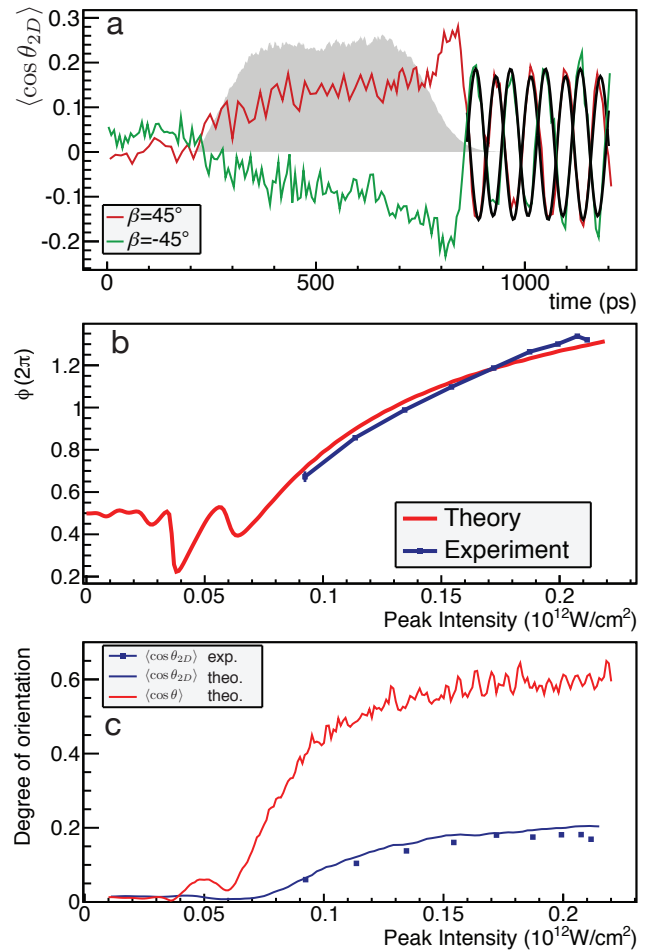 a
⟨cos θ2D⟩
0.3
0.2
0.1
0
-0.1
-0.2
β=45°
β=-45°
0
500
1000
time (ps)
b
ϕ(2π)
1.2
1
0.8
0.6
0.4
0.2
Theory
Experiment
0
0.05
0.1
0.15
0.2
Peak Intensity (10¹²W/cm²)
⟨cos θ2D⟩ exp.
⟨cos θ2D⟩ theo.
⟨cos θ⟩ theo.
c
Degree of orientation
0.6
0.4
0.2
0
0
0.05
0.1
0.15
0.2
Peak Intensity (10¹²W/cm²)